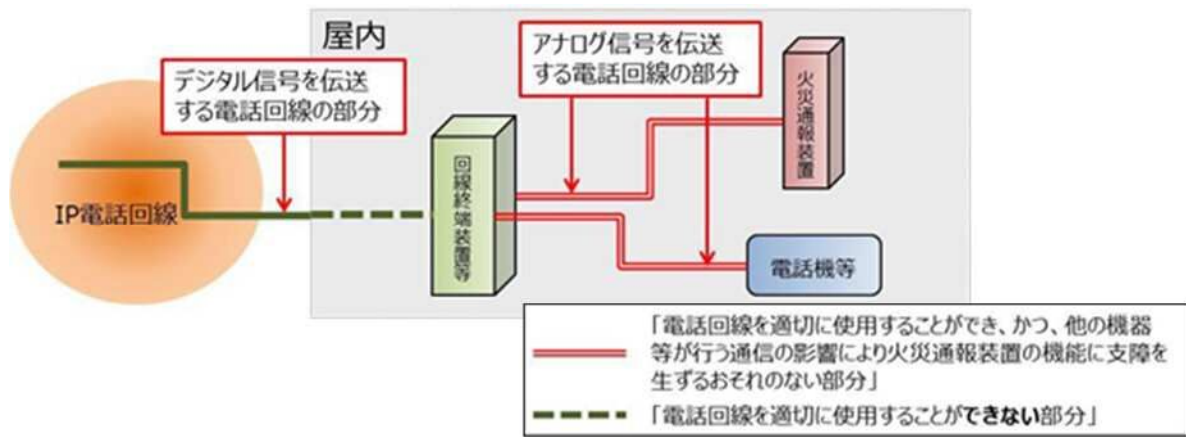 屋内
デジタル信号を伝送
する電話回線の部分
アナログ信号を伝送
する電話回線の部分
火災通報装置
回線終端装置等
IP電話回線
電話機等
「電話回線を適切に使用することができ、かつ、他の機器
等が行う通信の影響により火災通報装置の機能に支障を
生ずるおそれのない部分」
「電話回線を適切に使用することができない部分」